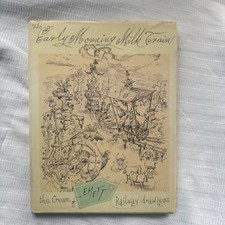 The
Early Morning Milk Train
The Cream of EMETT Railway drawings